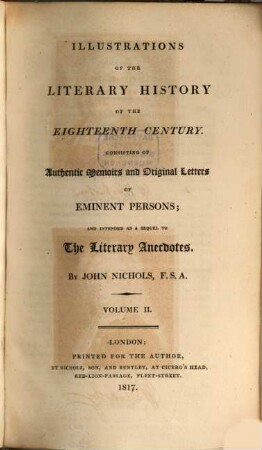 ILLUSTRATIONS
OF THE
LITERARY HISTORY
OF THE
EIGHTEENTH CENTURY.
CONSISTING OF
Authentic Memoirs and Original Letters
OF
EMINENT PERSONS;
AND INTENDED AS A SEQUEL TO
The Literary Anecdotes.
BY JOHN NICHOLS, F. S. A.
VOLUME II.
LONDON:
PRINTED FOR THE AUTHOR,
BY NICHOLS, SON, AND BENTLEY, AT CICERO'S HEAD,
RED-LION-PASSAGE, FLEET-STREET.
1817.